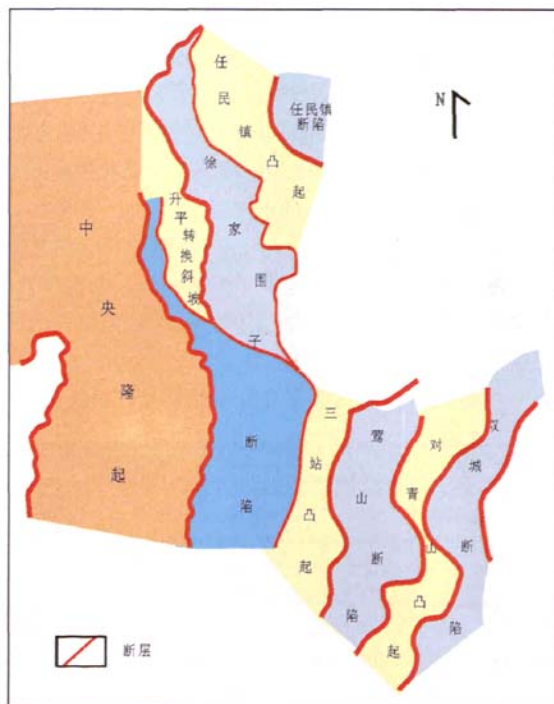 任民镇凸起
任民镇
断陷
N
徐家围子断陷
升平转换斜坡
中央隆起
三站凸起
莺山断陷
对青山凸起
双城断陷
断层